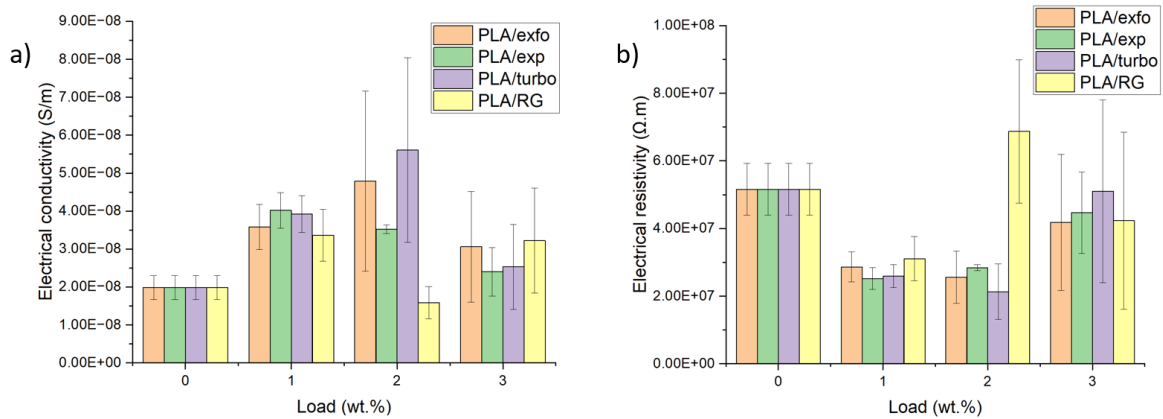 a)
Electrical conductivity (S/m)
9.00E−08
8.00E−08
7.00E−08
6.00E−08
5.00E−08
4.00E−08
3.00E−08
2.00E−08
1.00E−08
0.00E+00
PLA/exfo
PLA/exp
PLA/turbo
PLA/RG
0 1 2 3
Load (wt.%)
b)
Electrical resistivity (Ω.m)
1.00E+08
8.00E+07
6.00E+07
4.00E+07
2.00E+07
0.00E+00
PLA/exfo
PLA/exp
PLA/turbo
PLA/RG
0 1 2 3
Load (wt.%)